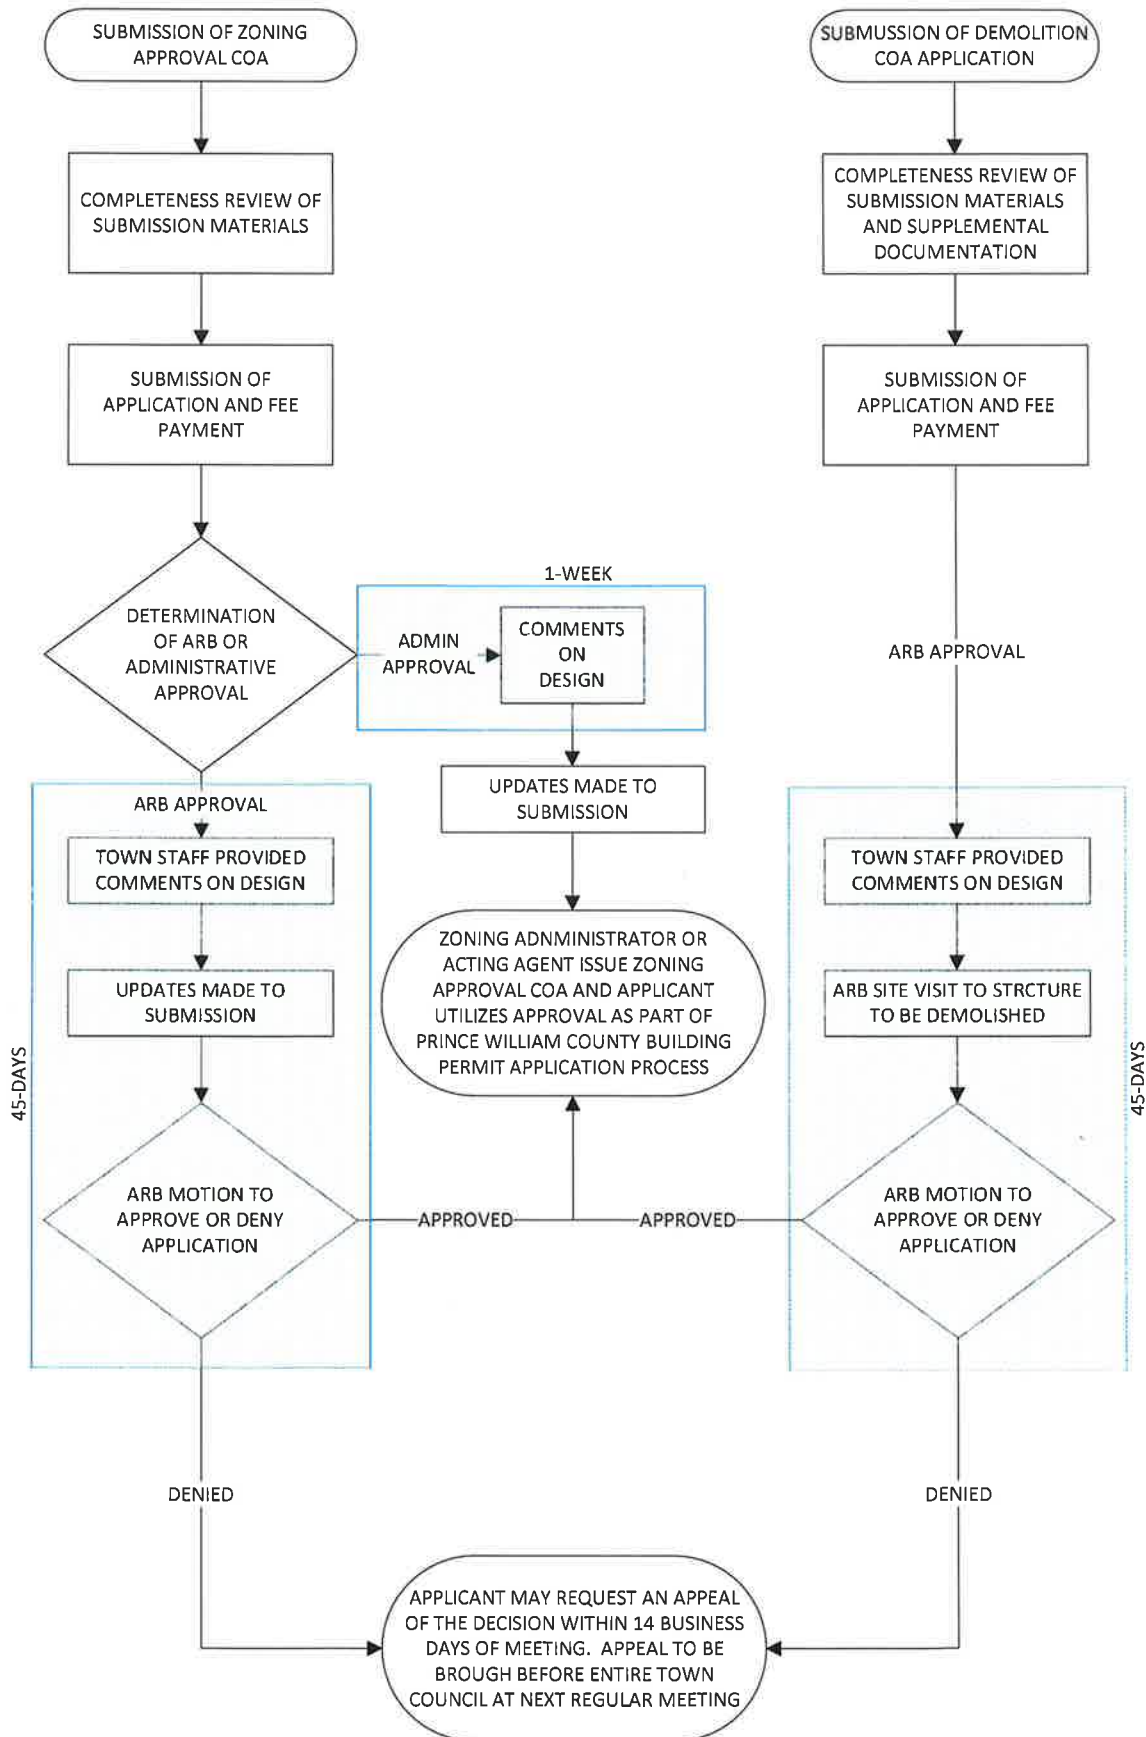 SUBMISSION OF ZONING
APPROVAL COA
SUBMUSSION OF DEMOLITION
COA APPLICATION
COMPLETENESS REVIEW OF
SUBMISSION MATERIALS
COMPLETENESS REVIEW OF
SUBMISSION MATERIALS
AND SUPPLEMENTAL
DOCUMENTATION
SUBMISSION OF
APPLICATION AND FEE
PAYMENT
SUBMISSION OF
APPLICATION AND FEE
PAYMENT
DETERMINATION
OF ARB OR
ADMINISTRATIVE
APPROVAL
1-WEEK
ADMIN
APPROVAL
COMMENTS
ON
DESIGN
ARB APPROVAL
UPDATES MADE TO
SUBMISSION
ARB APPROVAL
TOWN STAFF PROVIDED
COMMENTS ON DESIGN
TOWN STAFF PROVIDED
COMMENTS ON DESIGN
ZONING ADNMINISTRATOR OR
ACTING AGENT ISSUE ZONING
APPROVAL COA AND APPLICANT
UTILIZES APPROVAL AS PART OF
PRINCE WILLIAM COUNTY BUILDING
PERMIT APPLICATION PROCESS
UPDATES MADE TO
SUBMISSION
ARB SITE VISIT TO STRCTURE
TO BE DEMOLISHED
45-DAYS
45-DAYS
ARB MOTION TO
APPROVE OR DENY
APPLICATION
APPROVED
APPROVED
ARB MOTION TO
APPROVE OR DENY
APPLICATION
DENIED
DENIED
APPLICANT MAY REQUEST AN APPEAL
OF THE DECISION WITHIN 14 BUSINESS
DAYS OF MEETING. APPEAL TO BE
BROUGH BEFORE ENTIRE TOWN
COUNCIL AT NEXT REGULAR MEETING